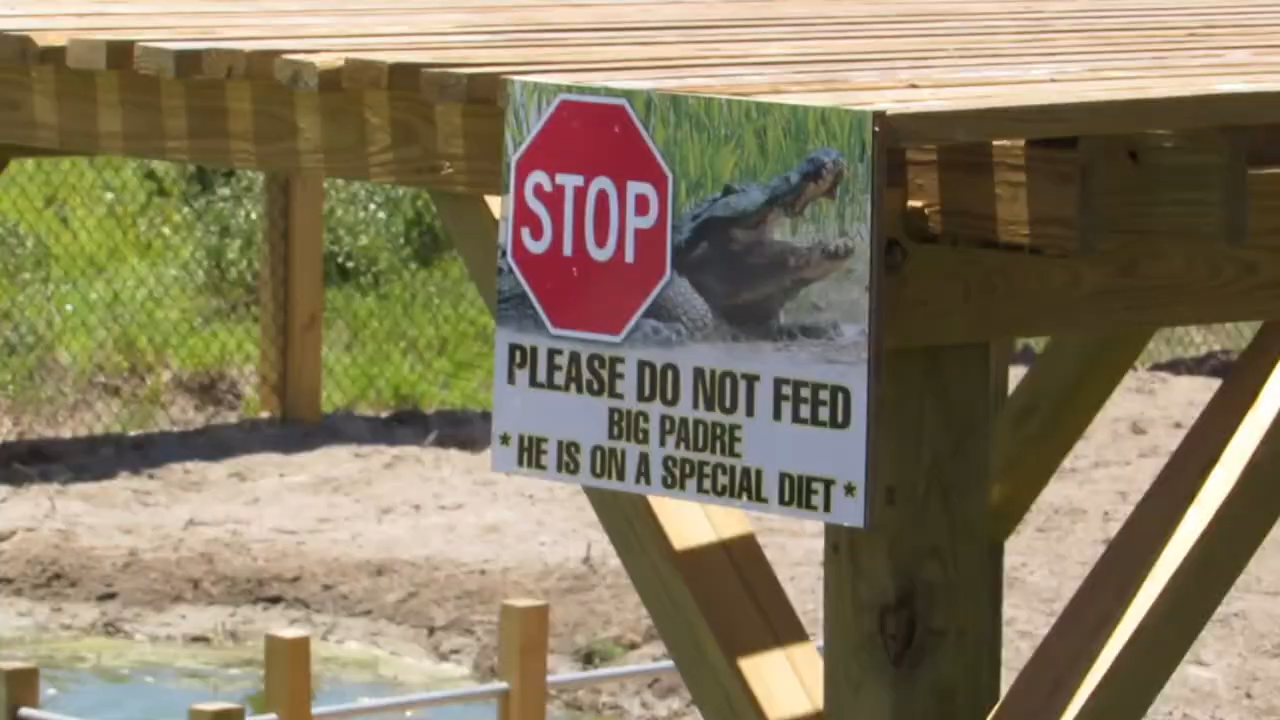 STOP
PLEASE DO NOT FEED
BIG PADRE
* HE IS ON A SPECIAL DIET *